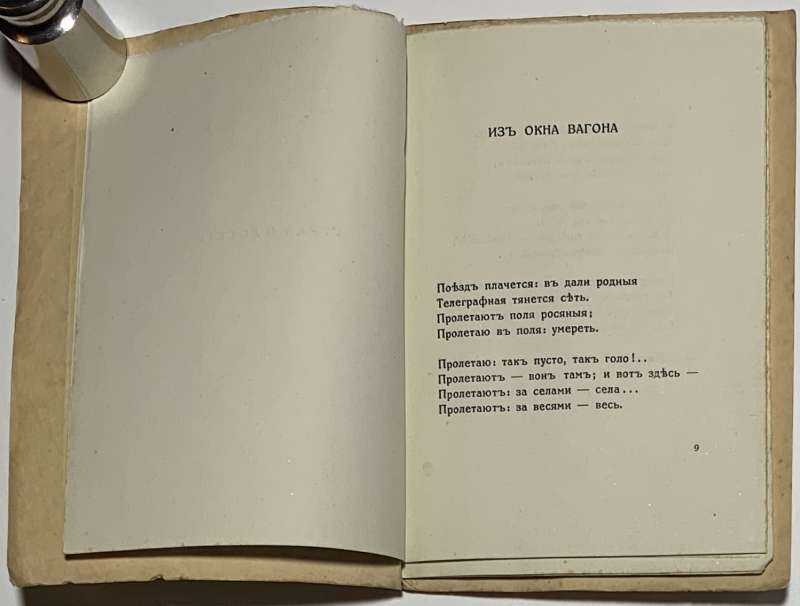 ИЗЪ ОКНА ВАГОНА
Поѣздъ плачется: въ дали родныя
Телеграфная тянется сѣть.
Пролетаютъ поля росяныя;
Пролетаю въ поля: умереть.
Пролетаю: такъ пусто, такъ голо!..
Пролетаютъ — вонъ тамъ; и вотъ здѣсь —
Пролетаютъ: за селами — села...
Пролетаютъ: за весями — весь.
9